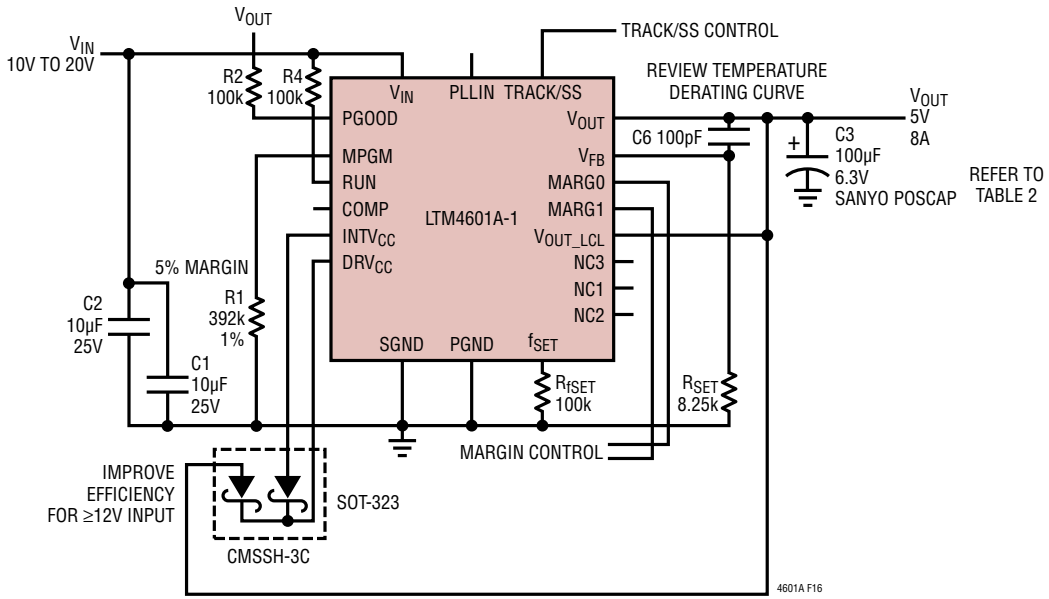 VOUT
VIN
10V TO 20V
R2
100k
R4
100k
VIN
PLLIN
TRACK/SS
TRACK/SS CONTROL
REVIEW TEMPERATURE
DERATING CURVE
PGOOD
MPGM
RUN
COMP
INTVCC
DRVCC
LTM4601A-1
VOUT
VFB
MARG0
MARG1
VOUT_LCL
NC3
NC1
NC2
SGND
PGND
fSET
C6 100pF
VOUT
5V
8A
+
C3
100µF
6.3V
SANYO POSCAP
REFER TO
TABLE 2
5% MARGIN
R1
392k
1%
C2
10µF
25V
C1
10µF
25V
RfSET
100k
RSET
8.25k
MARGIN CONTROL
IMPROVE
EFFICIENCY
FOR ≥12V INPUT
SOT-323
CMSSH-3C
4601A F16